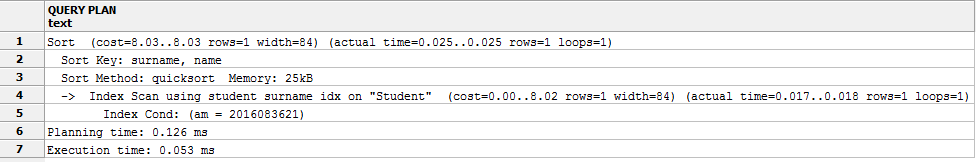 QUERY PLAN
text
1 Sort (cost=8.03..8.03 rows=1 width=84) (actual time=0.025..0.025 rows=1 loops=1)
2 Sort Key: surname, name
3 Sort Method: quicksort Memory: 25kB
4 -> Index Scan using student surname idx on "Student" (cost=0.00..8.02 rows=1 width=84) (actual time=0.017..0.018 rows=1 loops=1)
5 Index Cond: (am = 2016083621)
6 Planning time: 0.126 ms
7 Execution time: 0.053 ms